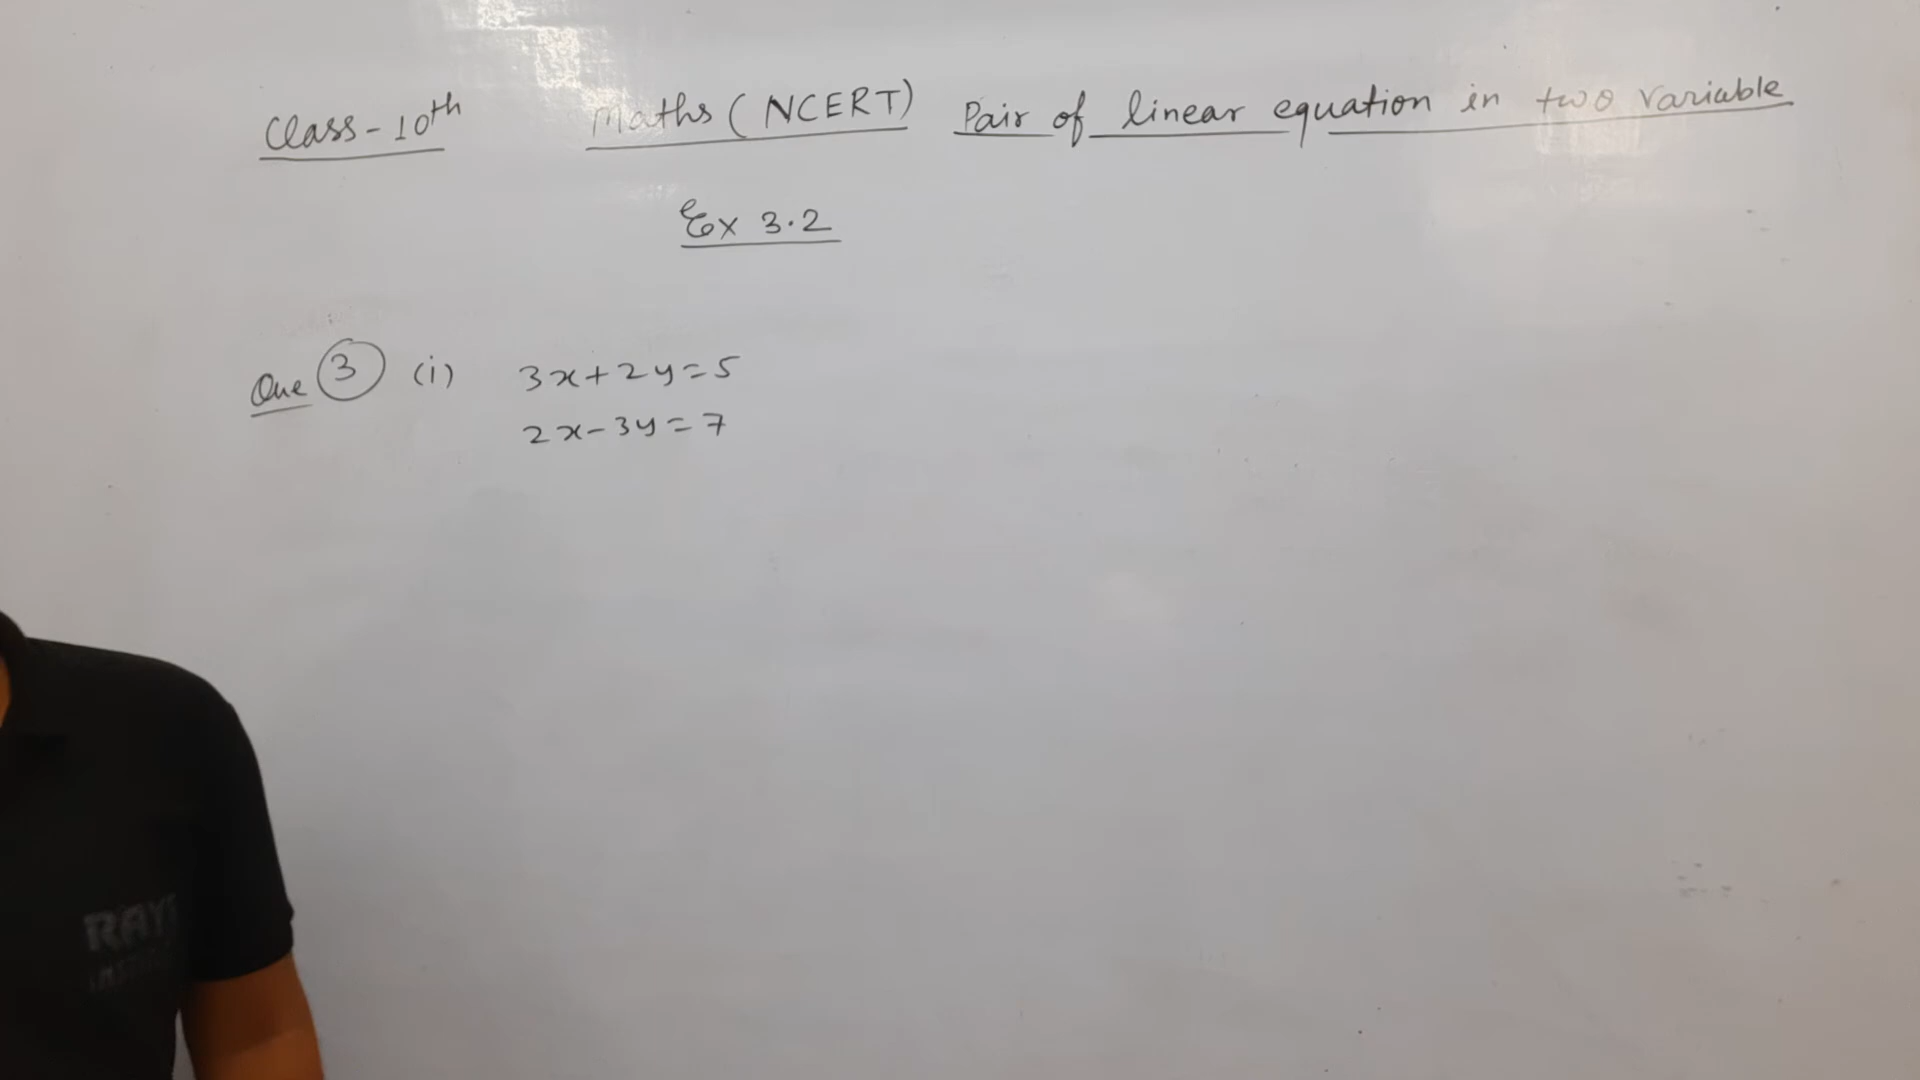 Class-10th Maths (NCERT) Pair of linear equation in two variable
Ex 3.2
Que 3 (i) 3x+2y=5
2x-3y=7